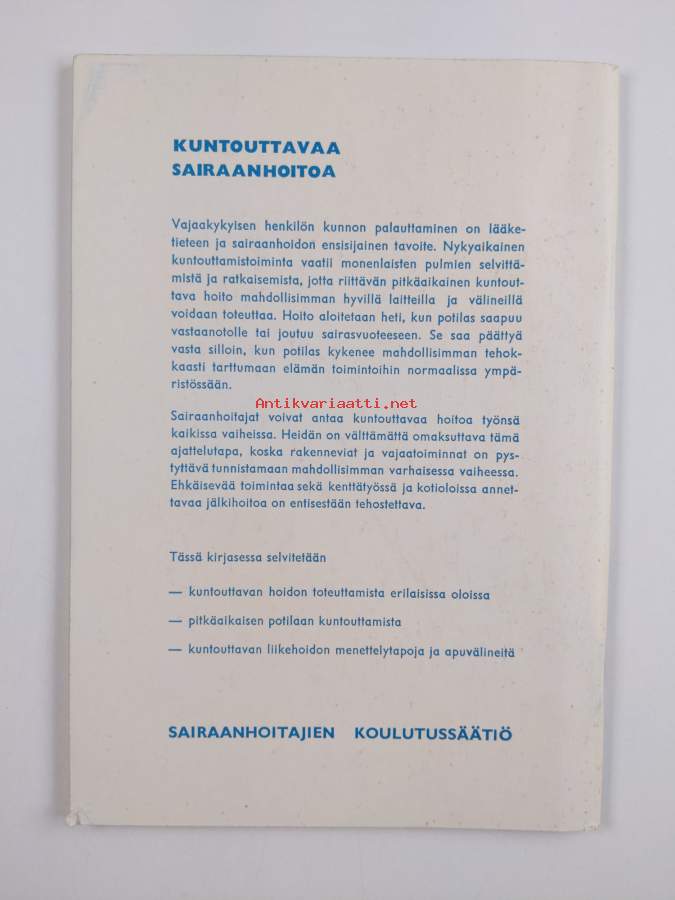 KUNTOUTTAVAA
SAIRAANHOITOA
Vajaakykyisen henkilön kunnon palauttaminen on lääke-
tieteen ja sairaanhoidon ensisijainen tavoite. Nykyaikainen
kuntouttamistoiminta vaatii monenlaisten pulmien selvittä-
mistä ja ratkaisemista, jotta riittävän pitkäaikainen kuntout-
tava hoito mahdollisimman hyvillä laitteilla ja välineillä
voidaan toteuttaa. Hoito aloitetaan heti, kun potilas saapuu
vastaanotolle tai joutuu sairasvuoteeseen. Se saa päättyä
vasta silloin, kun potilas kykenee mahdollisimman tehok-
kaasti tarttumaan elämän toimintoihin normaalissa ympä-
ristössään.
Antikvariaatti.net
Sairaanhoitajat voivat antaa kuntouttavaa hoitoa työnsä
kaikissa vaiheissa. Heidän on välttämättä omaksuttava tämä
ajattelutapa, koska rakenneviat ja vajaatoiminnat on pys-
tyttävä tunnistamaan mahdollisimman varhaisessa vaiheessa.
Ehkäisevää toimintaa sekä kenttätyössä ja kotioloissa annet-
tavaa jälkihoitoa on entisestään tehostettava.
Tässä kirjasessa selvitetään
— kuntouttavan hoidon toteuttamista erilaisissa oloissa
— pitkäaikaisen potilaan kuntouttamista
— kuntouttavan liikehoidon menettelytapoja ja apuvälineitä
SAIRAANHOITAJIEN KOULUTUSSÄÄTIÖ